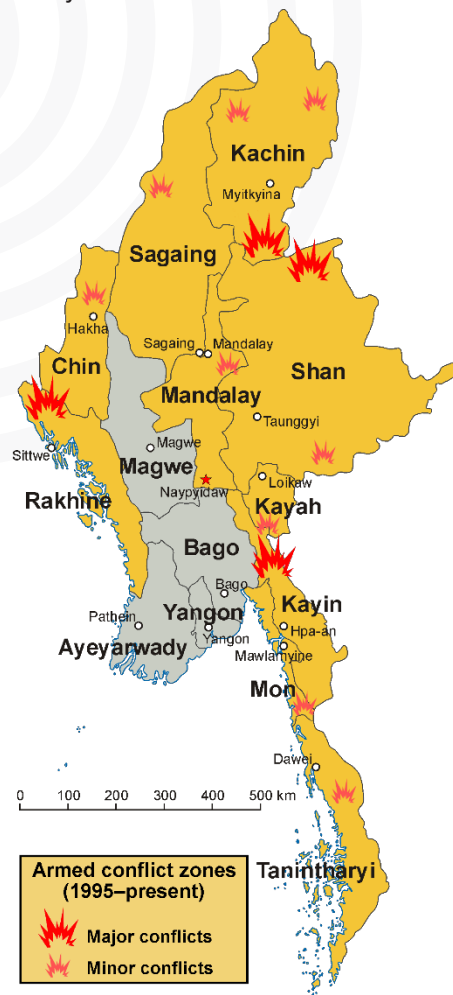 Kachin
Myitkyina
Sagaing
Hakha
Sagaing
Mandalay
Chin
Mandalay
Shan
Taunggyi
Sittwe
Magwe
Magwe
Loikaw
Naypyidaw
Rakhine
Kayah
Bago
Bago
Kayin
Pathein
Yangon
Hpa-an
Yangon
Ayeyarwady
Mawlamyine
Mon
Dawei
0 100 200 300 400 500 km
Tanintharyi
Armed conflict zones
(1995–present)
Major conflicts
Minor conflicts